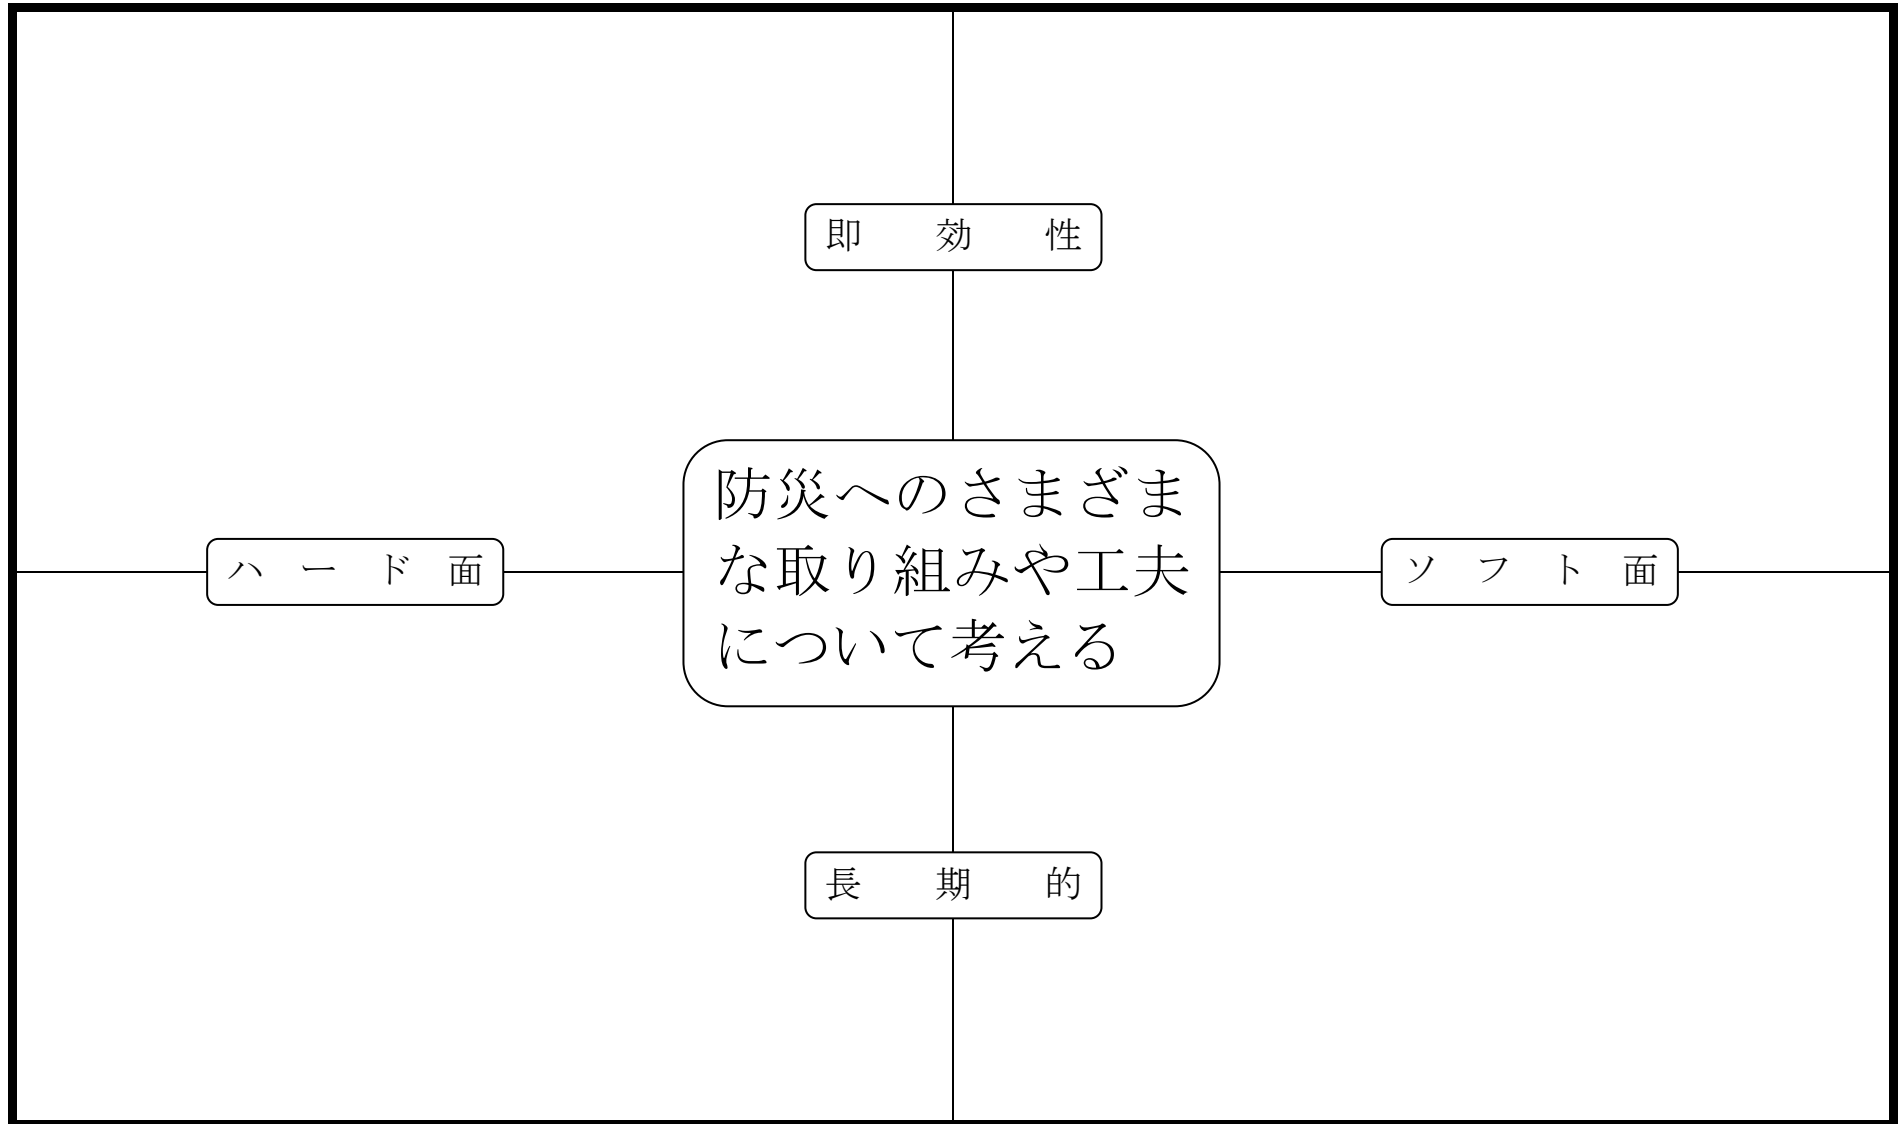 即効性
防災へのさまざま
な取り組みや工夫
について考える
ハード面
ソフト面
長期的